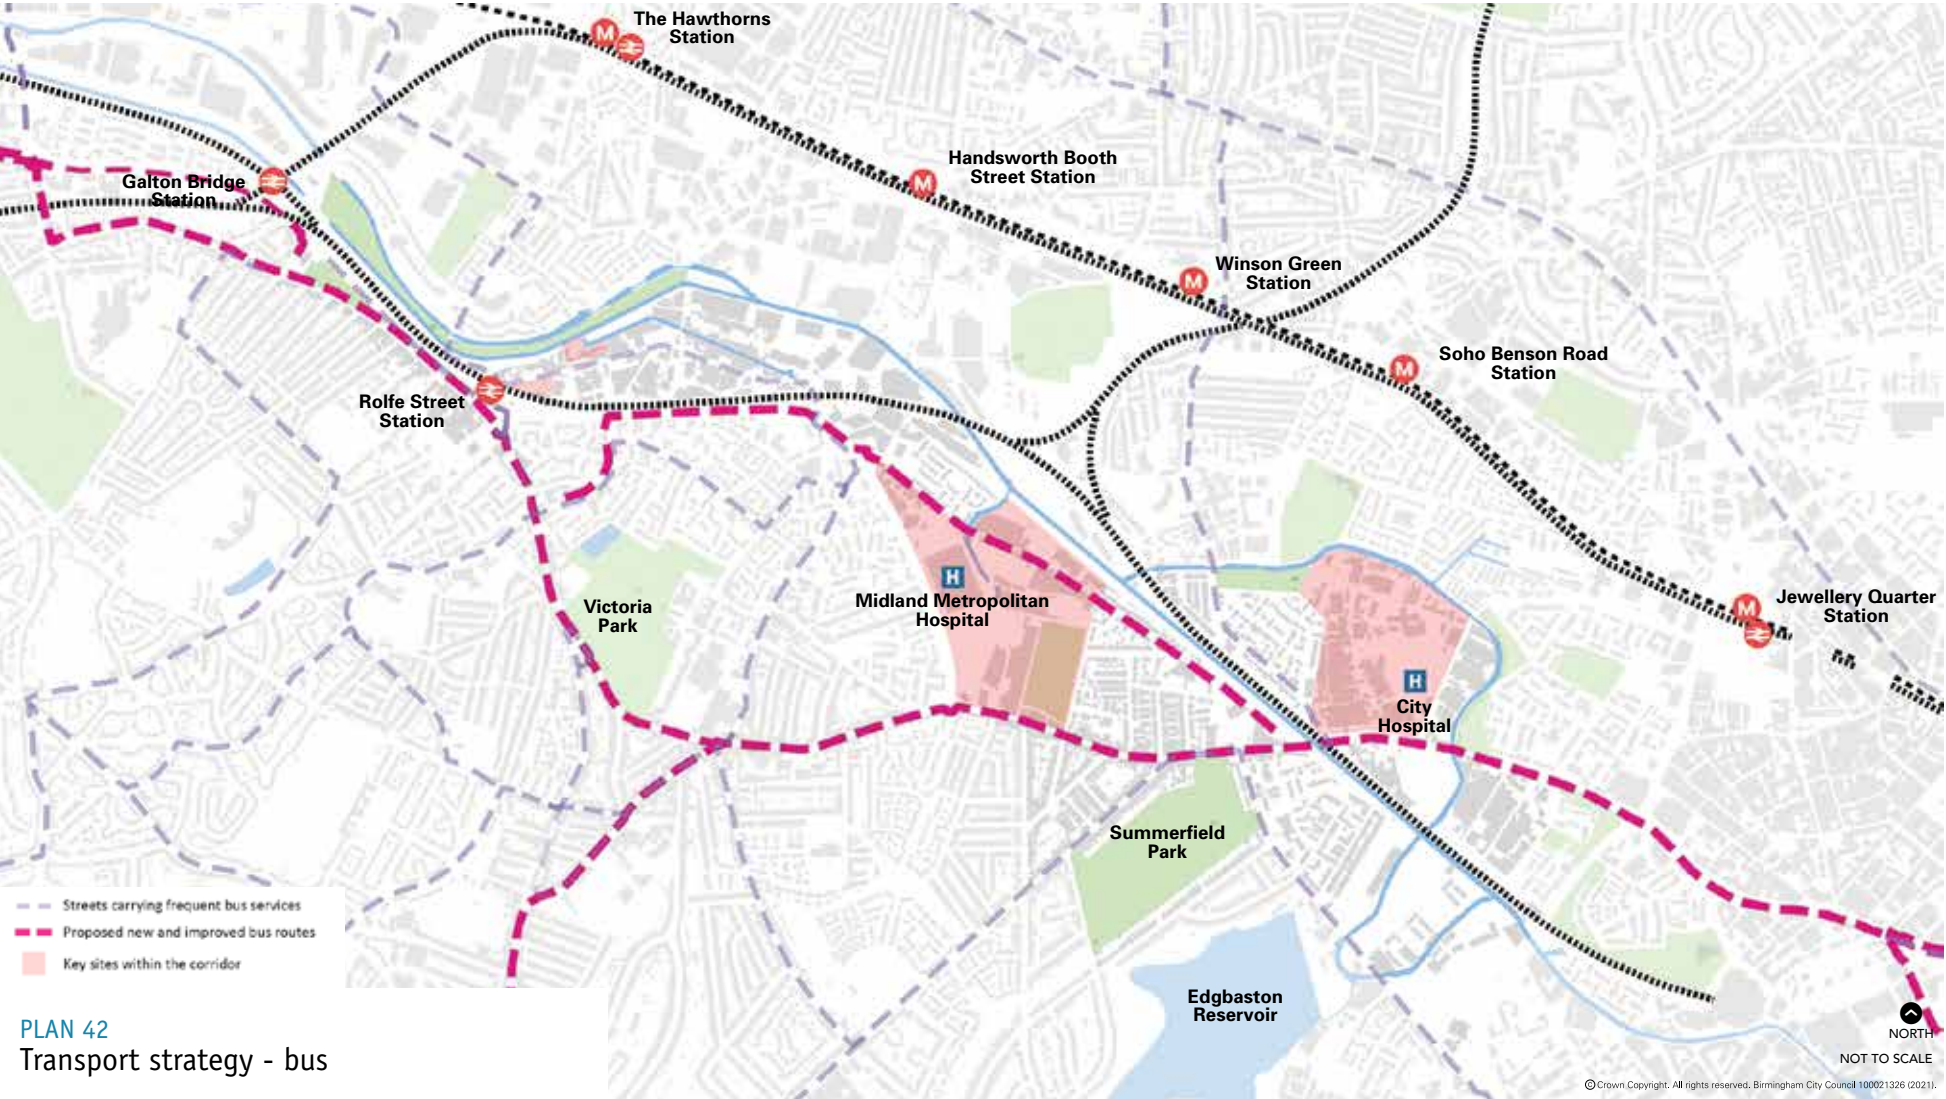 The Hawthorns
Station
M
M
Handsworth Booth
Street Station
Galton Bridge
Station
M
Winson Green
Station
M
Soho Benson Road
Station
Rolfe Street
Station
H
Midland Metropolitan
Hospital
Victoria
Park
M
Jewellery Quarter
Station
H
City
Hospital
Summerfield
Park
Edgbaston
Reservoir
Streets carrying frequent bus services
Proposed new and improved bus routes
Key sites within the corridor
PLAN 42
Transport strategy - bus
NORTH
NOT TO SCALE
© Crown Copyright. All rights reserved. Birmingham City Council 100021326 (2021).